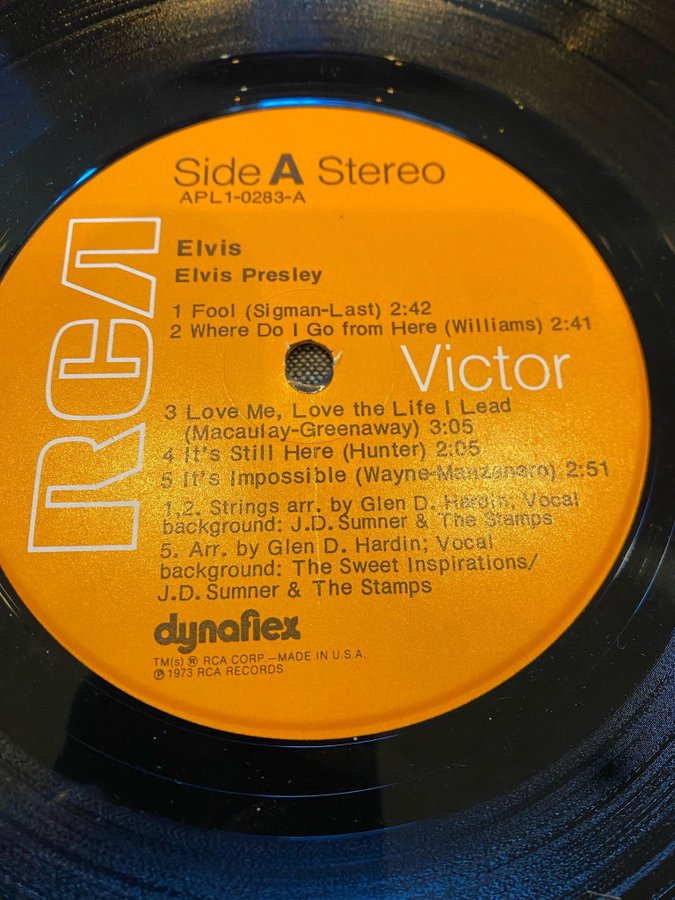 Side A Stereo
APL1-0283-A
RCA
Elvis
Elvis Presley
1 Fool (Sigman-Last) 2:42
2 Where Do I Go from Here (Williams) 2:41
Victor
3 Love Me, Love the Life I Lead
(Macaulay-Greenaway) 3:05
4 It's Still Here (Hunter) 2:05
5 It's Impossible (Wayne-Manzanero) 2:51
1,2. Strings arr. by Glen D. Hardin; Vocal
background: J.D. Sumner & The Stamps
5. Arr. by Glen D. Hardin; Vocal
background: The Sweet Inspirations/
J.D. Sumner & The Stamps
dynaflex
TM(s) ® RCA CORP.—MADE IN U.S.A.
℗ 1973 RCA RECORDS